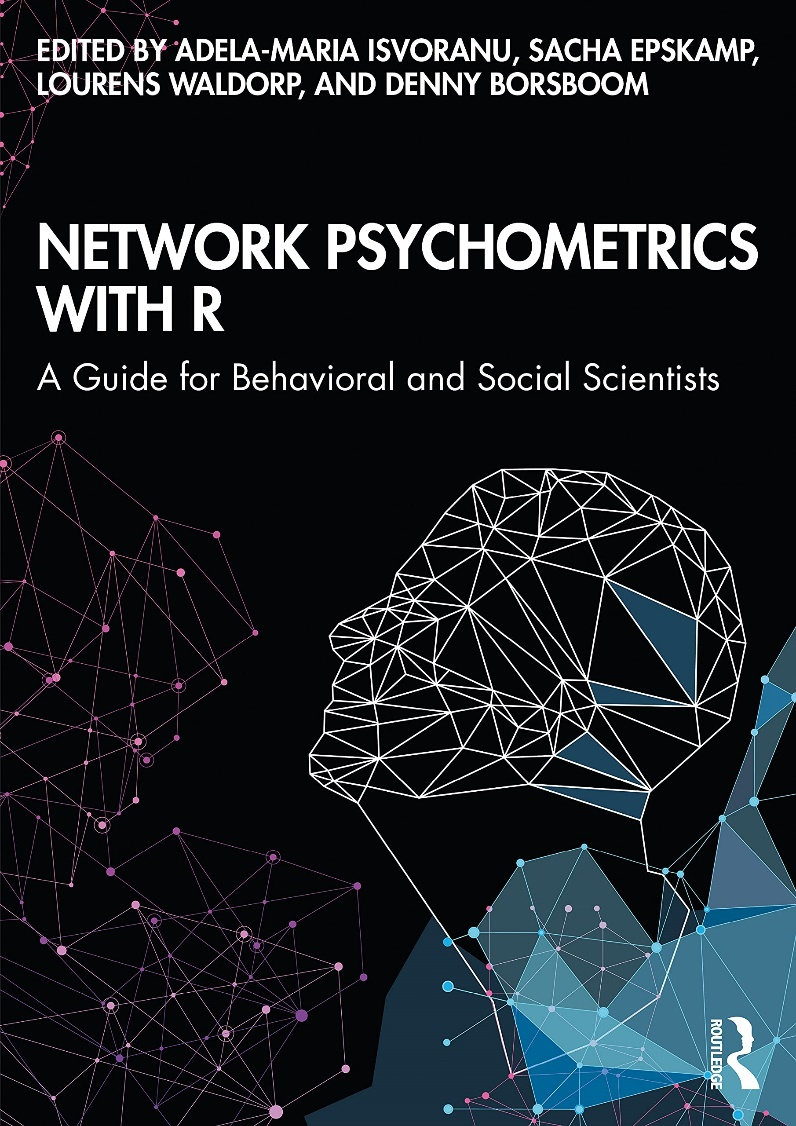 EDITED BY ADELA-MARIA ISVORANU, SACHA EPSKAMP,
LOURENS WALDORP, AND DENNY BORSBOOM
NETWORK PSYCHOMETRICS
WITH R
A Guide for Behavioral and Social Scientists
ROUTLEDGE